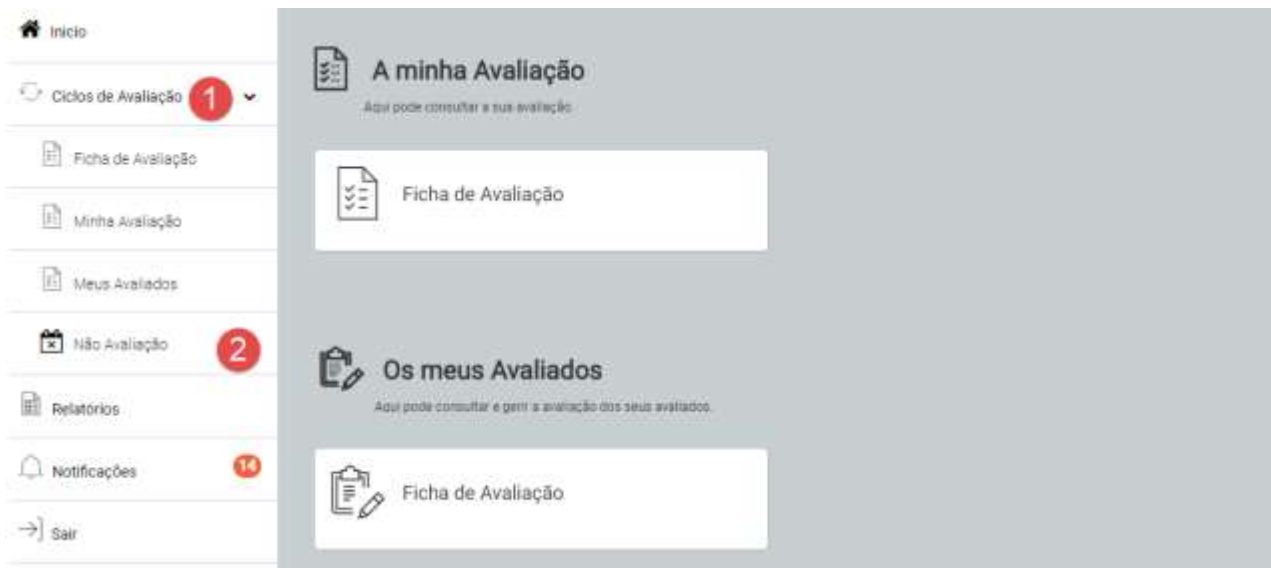 Inicio
Ciclos de Avaliação 1
Ficha de Avaliação
Minha Avaliação
Meus Avaliados
Não Avaliação 2
Relatórios
Notificações 14
Sair
A minha Avaliação
Aqui pode consultar a sua avaliação
Ficha de Avaliação
Os meus Avaliados
Aqui pode consultar e gerir a avaliação dos seus avaliados.
Ficha de Avaliação